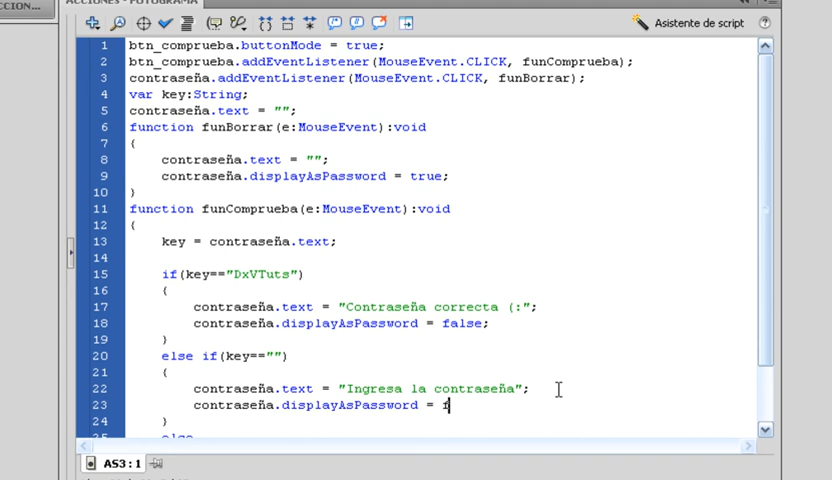 CCION...
ACCIONES - FOTOGRAMA
Asistente de script
1 btn_comprueba.buttonMode = true;
2 btn_comprueba.addEventListener(MouseEvent.CLICK, funComprueba);
3 contraseña.addEventListener(MouseEvent.CLICK, funBorrar);
4 var key:String;
5 contraseña.text = "";
6 function funBorrar(e:MouseEvent):void
7 {
8 contraseña.text = "";
9 contraseña.displayAsPassword = true;
10 }
11 function funComprueba(e:MouseEvent):void
12 {
13 key = contraseña.text;
14
15 if(key=="DxVTuts")
16 {
17 contraseña.text = "Contraseña correcta (:";
18 contraseña.displayAsPassword = false;
19 }
20 else if(key=="")
21 {
22 contraseña.text = "Ingresa la contraseña";
23 contraseña.displayAsPassword = f
24 }
25 else
AS3 : 1